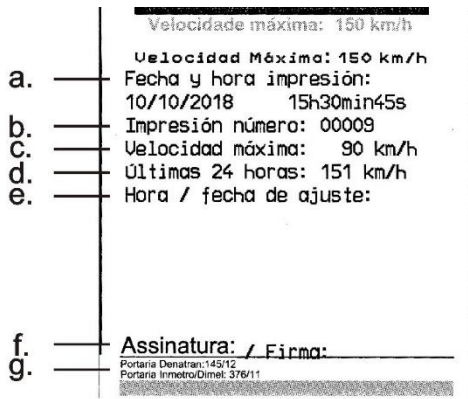 Velocidade máxima: 150 km/h
Velocidad Máxima: 150 km/h
a. Fecha y hora impresión:
10/10/2018 15h30min45s
b. Impresión número: 00009
c. Velocidad máxima: 90 km/h
d. Últimas 24 horas: 151 km/h
e. Hora / fecha de ajuste:
f. Assinatura: / Firma:
g. Portaria Denatran:145/12
Portaria Inmetro/Dimel: 376/11